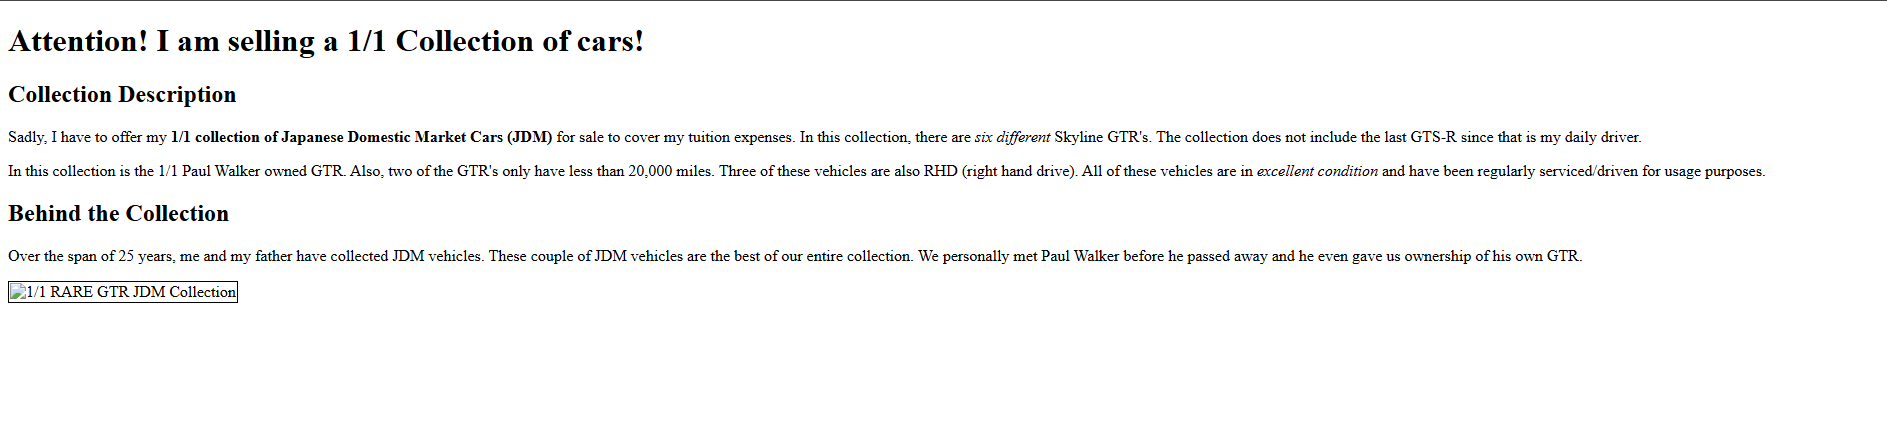 Attention! I am selling a 1/1 Collection of cars!
Collection Description
Sadly, I have to offer my 1/1 collection of Japanese Domestic Market Cars (JDM) for sale to cover my tuition expenses. In this collection, there are six different Skyline GTR's. The collection does not include the last GTS-R since that is my daily driver.
In this collection is the 1/1 Paul Walker owned GTR. Also, two of the GTR's only have less than 20,000 miles. Three of these vehicles are also RHD (right hand drive). All of these vehicles are in excellent condition and have been regularly serviced/driven for usage purposes.
Behind the Collection
Over the span of 25 years, me and my father have collected JDM vehicles. These couple of JDM vehicles are the best of our entire collection. We personally met Paul Walker before he passed away and he even gave us ownership of his own GTR.
1/1 RARE GTR JDM Collection